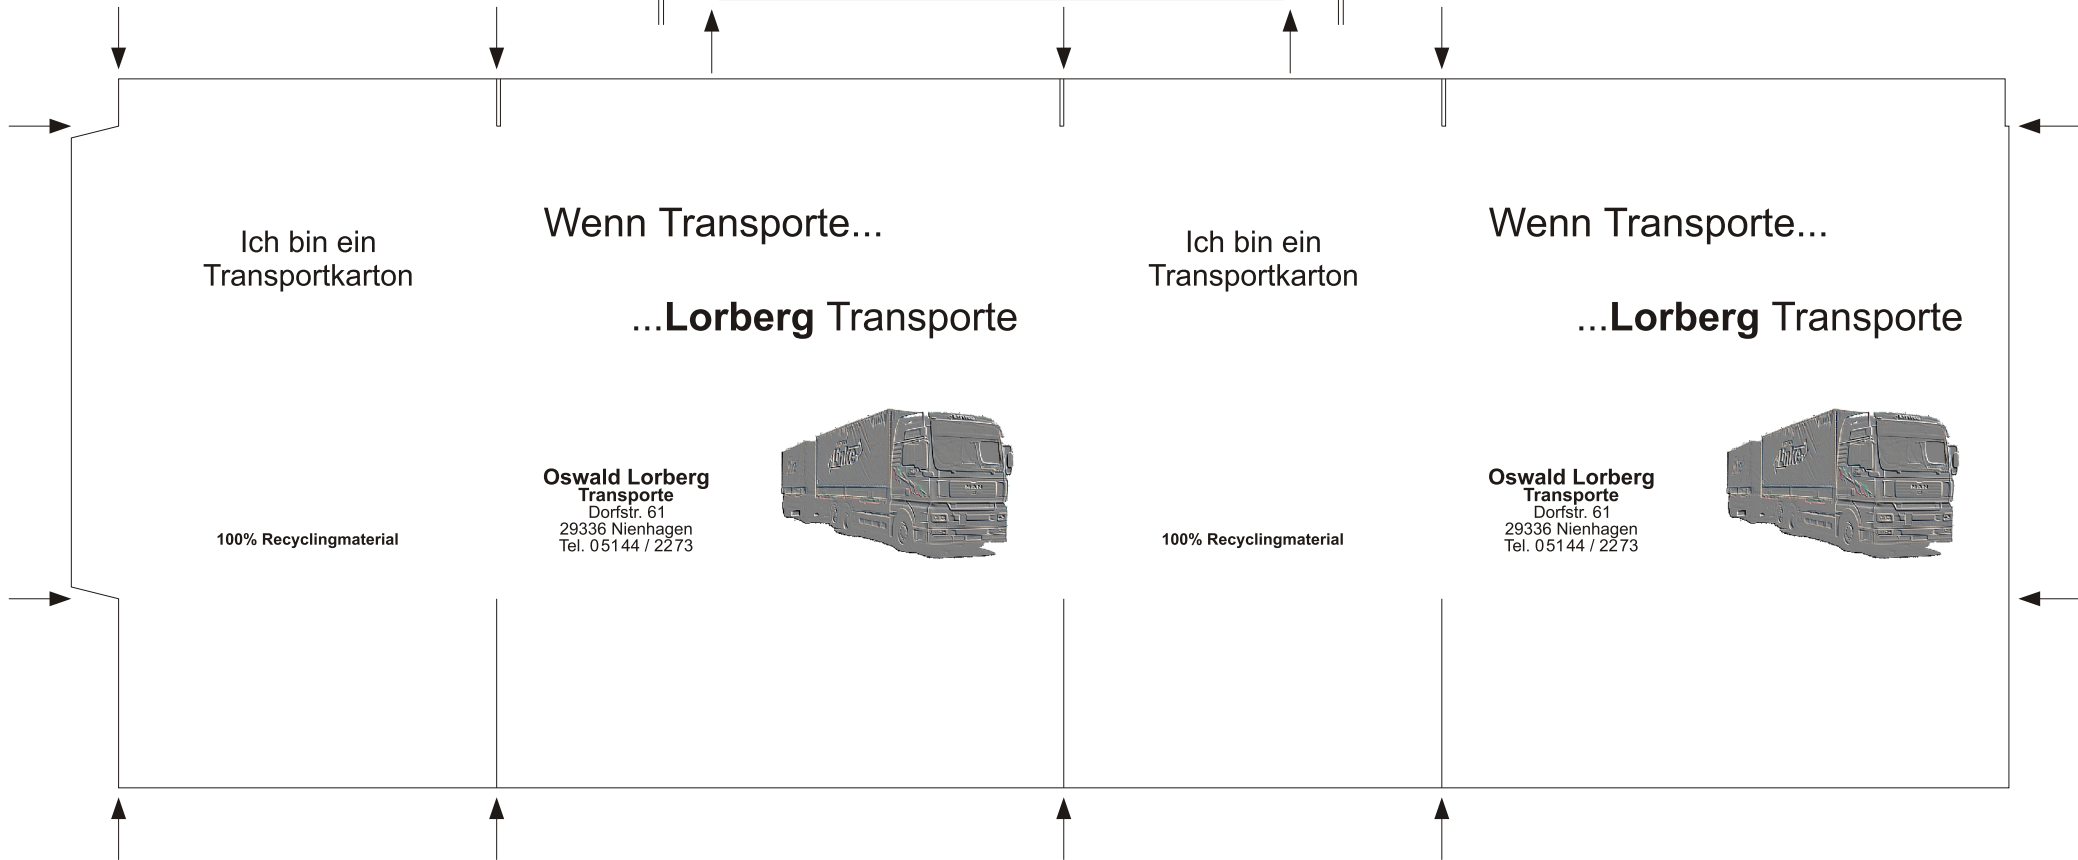 Ich bin ein
Transportkarton
100% Recyclingmaterial
Wenn Transporte...
...Lorberg Transporte
Oswald Lorberg
Transporte
Dorfstr. 61
29336 Nienhagen
Tel. 05144 / 2273
MAN
Ich bin ein
Transportkarton
100% Recyclingmaterial
Wenn Transporte...
...Lorberg Transporte
Oswald Lorberg
Transporte
Dorfstr. 61
29336 Nienhagen
Tel. 05144 / 2273
MAN